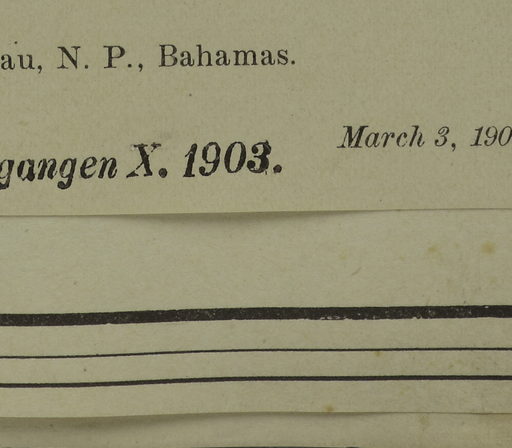 au, N. P., Bahamas.
March 3, 190
gangen X. 1903.